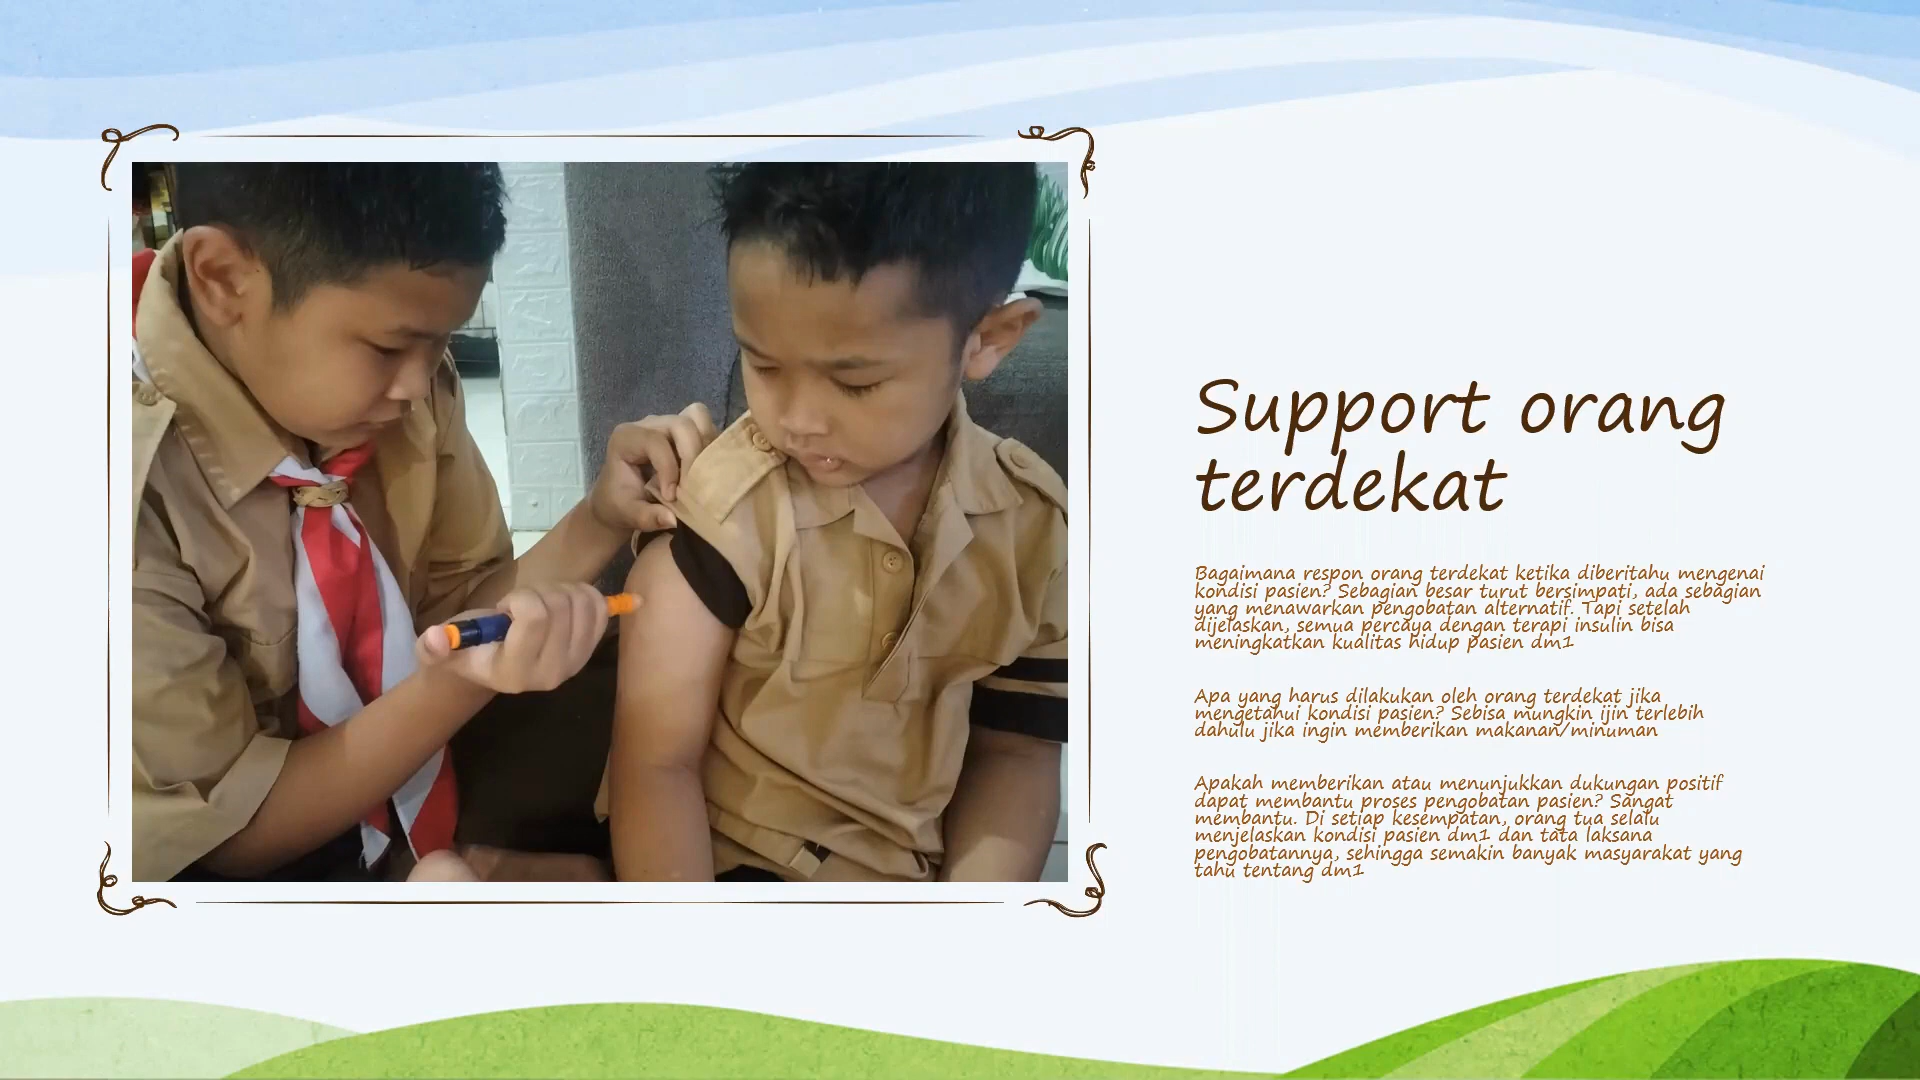 Support orang
terdekat
Bagaimana respon orang terdekat ketika diberitahu mengenai
kondisi pasien? Sebagian besar turut bersimpati, ada sebagian
yang menawarkan pengobatan alternatif. Tapi setelah
dijelaskan, semua percaya dengan terapi insulin bisa
meningkatkan kualitas hidup pasien dm1
Apa yang harus dilakukan oleh orang terdekat jika
mengetahui kondisi pasien? Sebisa mungkin ijin terlebih
dahulu jika ingin memberikan makanan/minuman
Apakah memberikan atau menunjukkan dukungan positif
dapat membantu proses pengobatan pasien? Sangat
membantu. Di setiap kesempatan, orang tua selalu
menjelaskan kondisi pasien dm1 dan tata laksana
pengobatannya, sehingga semakin banyak masyarakat yang
tahu tentang dm1